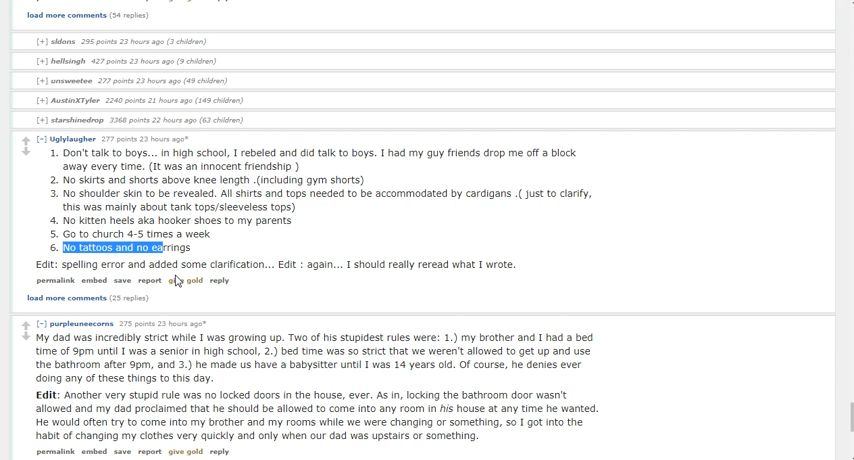 load more comments (54 replies)
[+] sldons 295 points 23 hours ago (3 children)
[+] hellsingh 427 points 23 hours ago (9 children)
[+] unsweetee 277 points 23 hours ago (49 children)
[+] AustinXTyler 2240 points 21 hours ago (149 children)
[+] starshinedrop 3368 points 22 hours ago (63 children)
[−] Uglylaugher 277 points 23 hours ago*
1. Don't talk to boys... in high school, I rebeled and did talk to boys. I had my guy friends drop me off a block
away every time. (It was an innocent friendship )
2. No skirts and shorts above knee length .(including gym shorts)
3. No shoulder skin to be revealed. All shirts and tops needed to be accommodated by cardigans .( just to clarify,
this was mainly about tank tops/sleeveless tops)
4. No kitten heels aka hooker shoes to my parents
5. Go to church 4-5 times a week
6. No tattoos and no earrings
Edit: spelling error and added some clarification... Edit : again... I should really reread what I wrote.
permalink embed save report give gold reply
load more comments (25 replies)
[−] purpleuneecorns 275 points 23 hours ago*
My dad was incredibly strict while I was growing up. Two of his stupidest rules were: 1.) my brother and I had a bed
time of 9pm until I was a senior in high school, 2.) bed time was so strict that we weren't allowed to get up and use
the bathroom after 9pm, and 3.) he made us have a babysitter until I was 14 years old. Of course, he denies ever
doing any of these things to this day.
Edit: Another very stupid rule was no locked doors in the house, ever. As in, locking the bathroom door wasn't
allowed and my dad proclaimed that he should be allowed to come into any room in his house at any time he wanted.
He would often try to come into my brother and my rooms while we were changing or something, so I got into the
habit of changing my clothes very quickly and only when our dad was upstairs or something.
permalink embed save report give gold reply